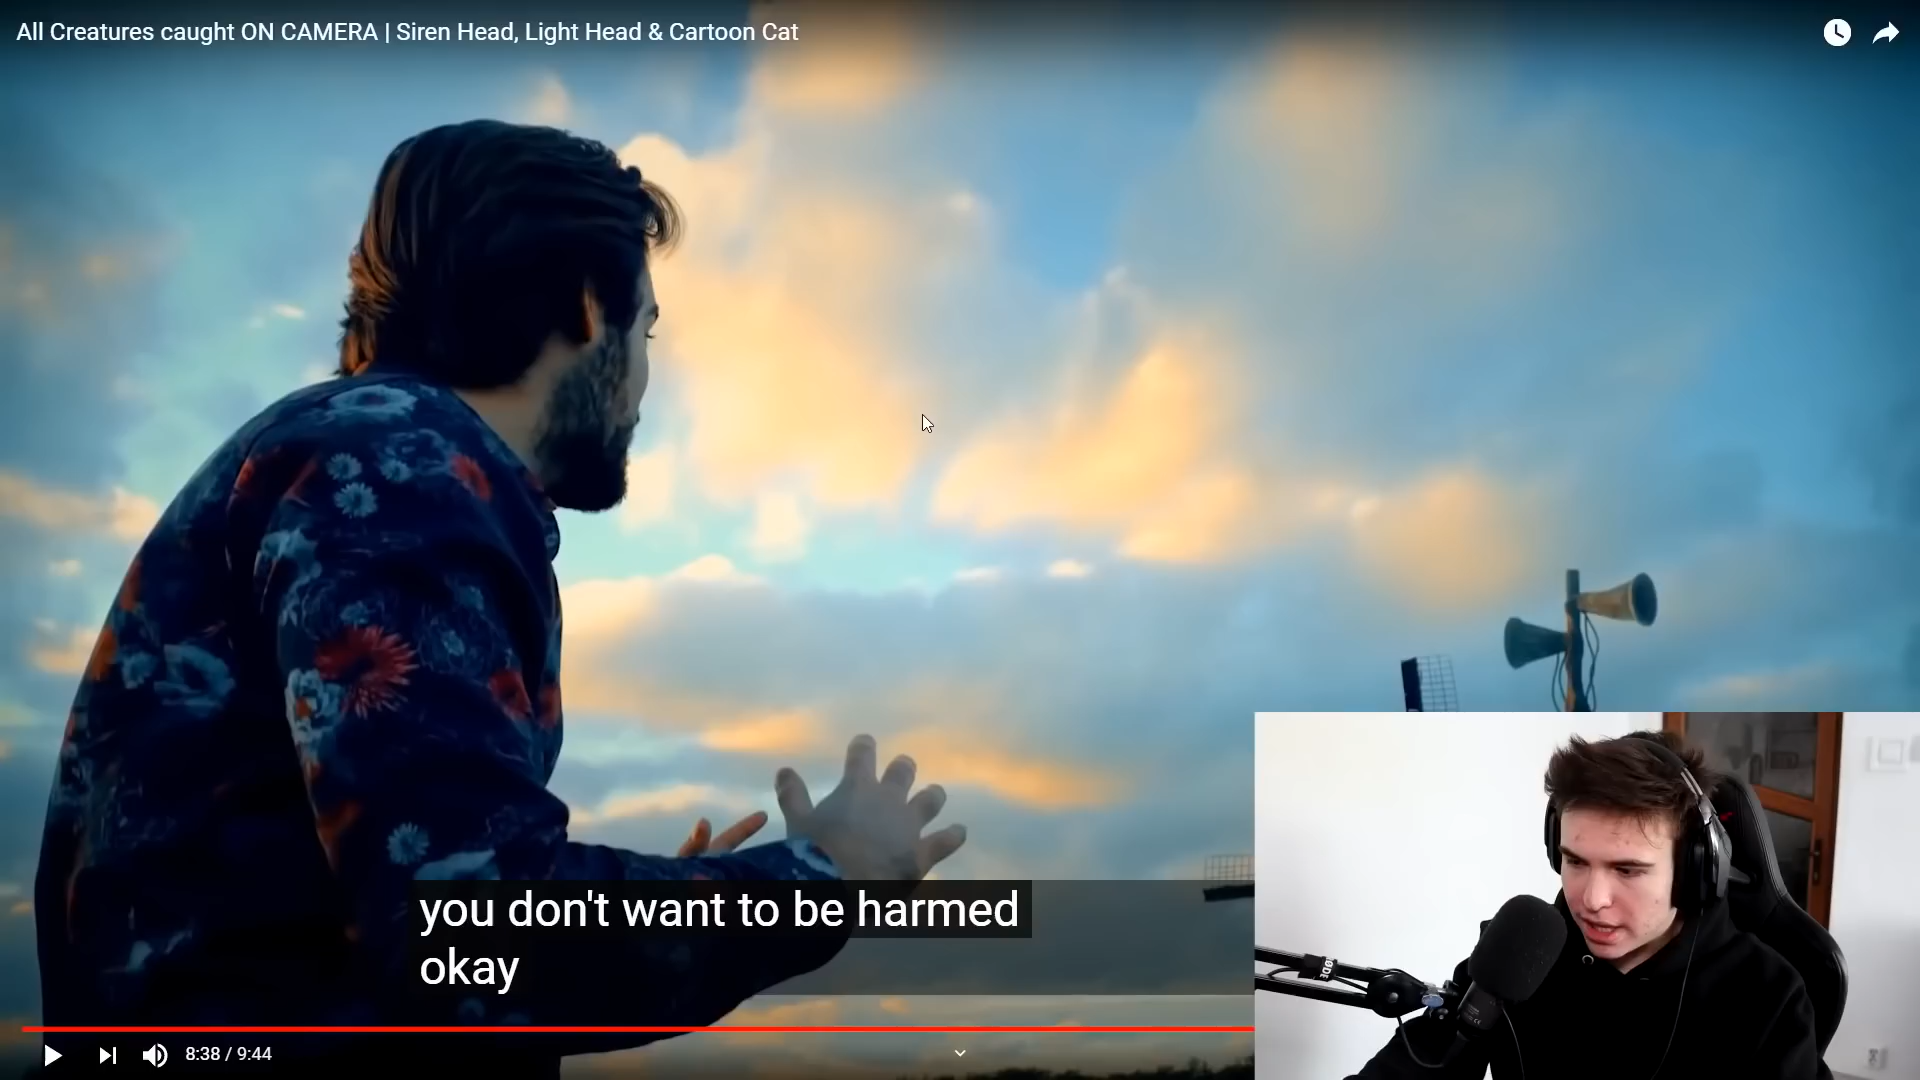 All Creatures caught ON CAMERA | Siren Head, Light Head & Cartoon Cat
you don't want to be harmed
okay
8:38 / 9:44
RØDE